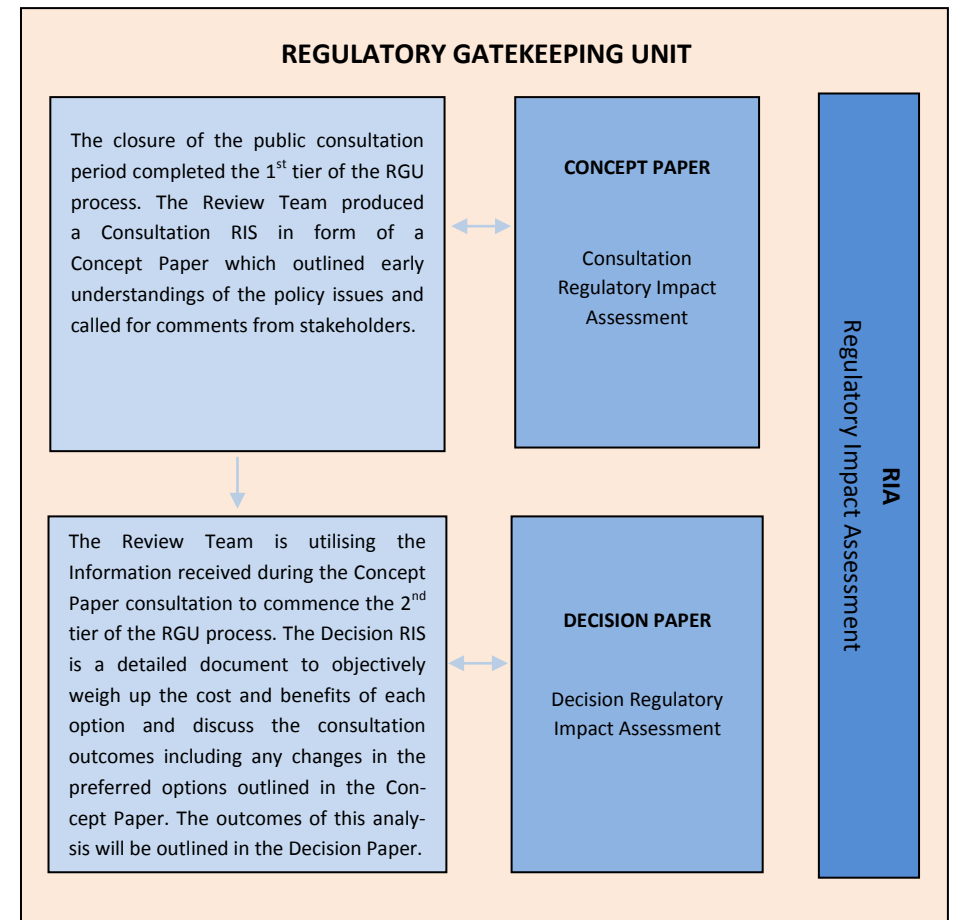 REGULATORY GATEKEEPING UNIT
The closure of the public consultation
period completed the 1st tier of the RGU
process. The Review Team produced
a Consultation RIS in form of a
Concept Paper which outlined early
understandings of the policy issues and
called for comments from stakeholders.
CONCEPT PAPER
Consultation
Regulatory Impact
Assessment
The Review Team is utilising the
Information received during the Concept
Paper consultation to commence the 2nd
tier of the RGU process. The Decision RIS
is a detailed document to objectively
weigh up the cost and benefits of each
option and discuss the consultation
outcomes including any changes in the
preferred options outlined in the Con-
cept Paper. The outcomes of this analy-
sis will be outlined in the Decision Paper.
DECISION PAPER
Decision Regulatory
Impact Assessment
RIA
Regulatory Impact Assessment